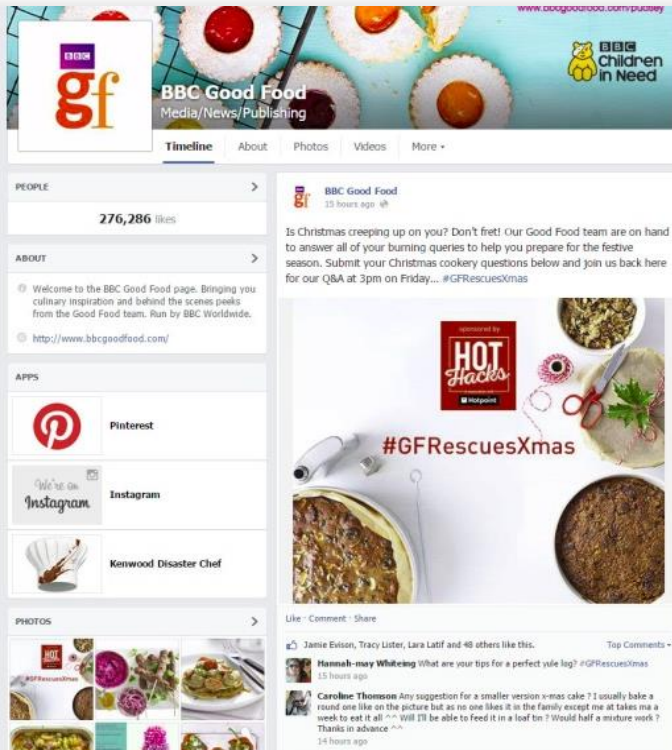 www.bbcgoodfood.com/pudsey
BBC
Children
in Need
BBC
gf
BBC Good Food
Media/News/Publishing
Timeline
About
Photos
Videos
More
PEOPLE
276,286 likes
ABOUT
Welcome to the BBC Good Food page. Bringing you
culinary inspiration and behind the scenes peeks
from the Good Food team. Run by BBC Worldwide.
http://www.bbcgoodfood.com/
APPS
Pinterest
We're on
Instagram
Instagram
Kenwood Disaster Chef
PHOTOS
HOT
Hacks
#GFRescuesXmas
gf
BBC Good Food
15 hours ago
Is Christmas creeping up on you? Don't fret! Our Good Food team are on hand
to answer all of your burning queries to help you prepare for the festive
season. Submit your Christmas cookery questions below and join us back here
for our Q&A at 3pm on Friday... #GFRescuesXmas
sponsored by
HOT
Hacks
Hotpoint
#GFRescuesXmas
Like · Comment · Share
Jamie Evison, Tracy Lister, Lara Latif and 48 others like this.
Top Comments
Hannah-may Whiteing What are your tips for a perfect yule log? #GFRescuesXmas
15 hours ago
Caroline Thomson Any suggestion for a smaller version x-mas cake ? I usually bake a
round one like on the picture but as no one likes it in the family except me at takes ma a
week to eat it all ^^ Will I'll be able to feed it in a loaf tin ? Would half a mixture work ?
Thanks in advance ^^
14 hours ago